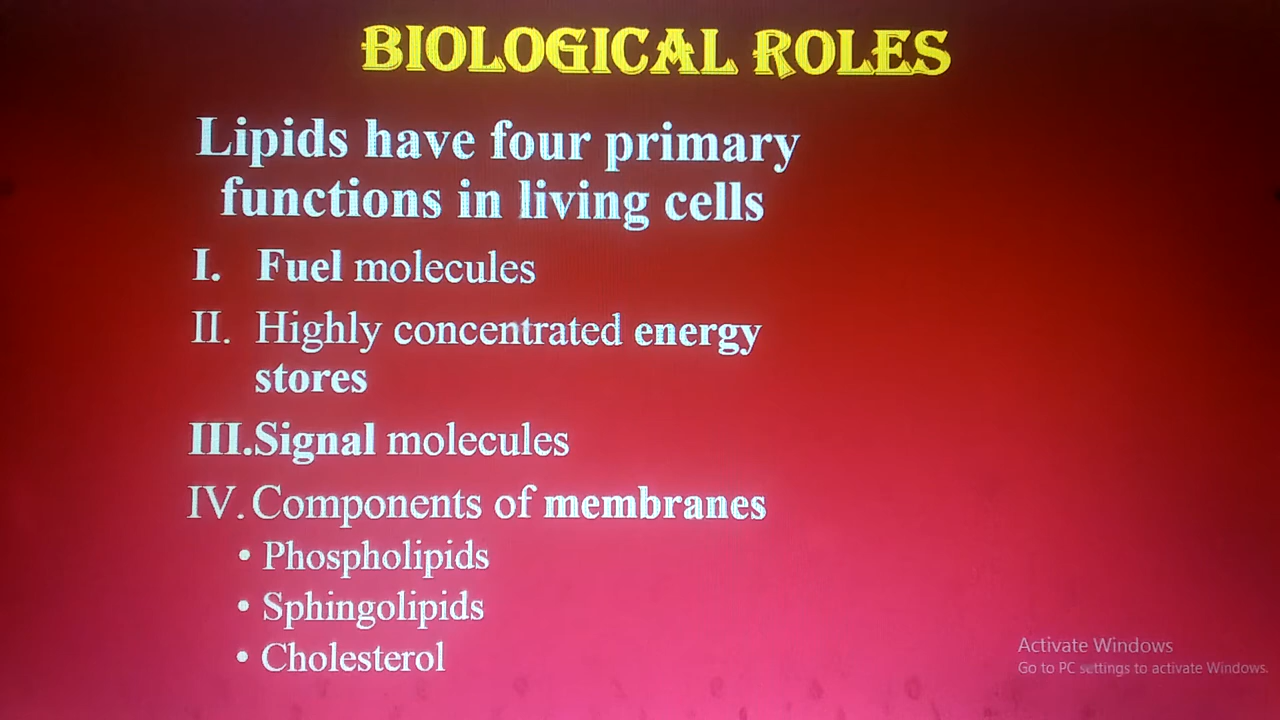 BIOLOGICAL ROLES
Lipids have four primary
functions in living cells
I. Fuel molecules
II. Highly concentrated energy
stores
III. Signal molecules
IV. Components of membranes
• Phospholipids
• Sphingolipids
• Cholesterol
Activate Windows
Go to PC settings to activate Windows.